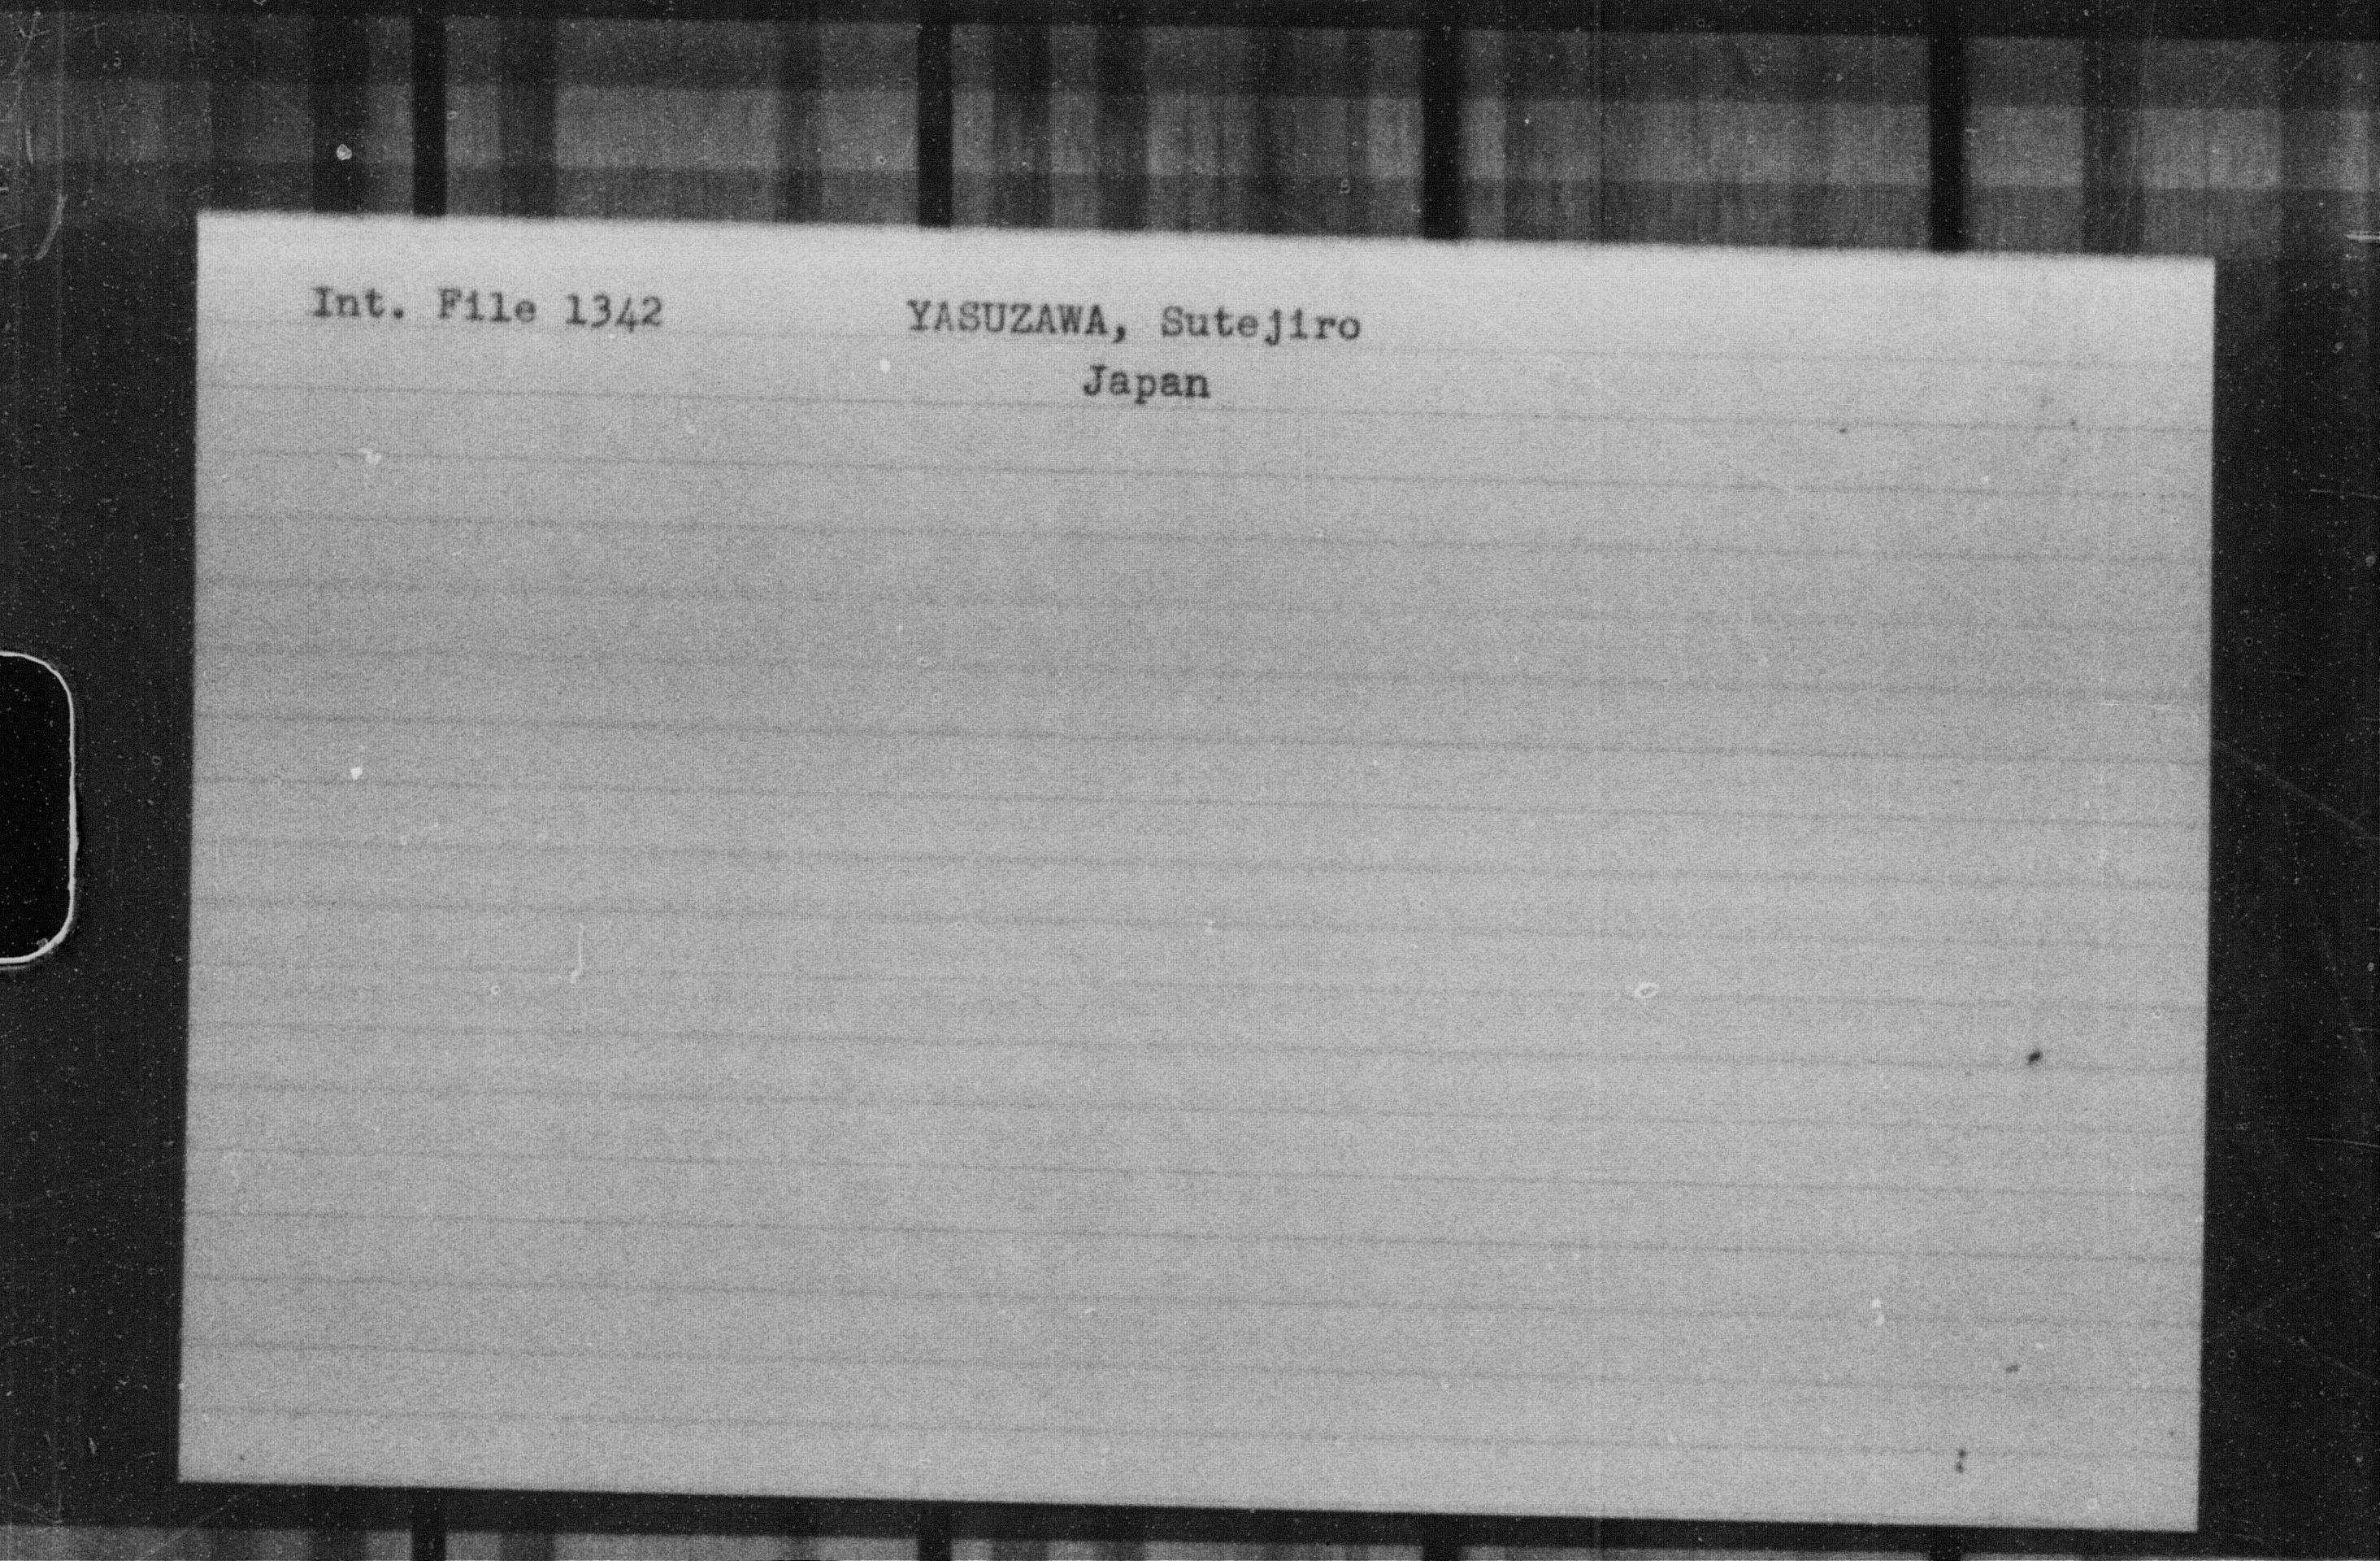 Int. File 1342 YASUZAWA, Sutejiro
Japan